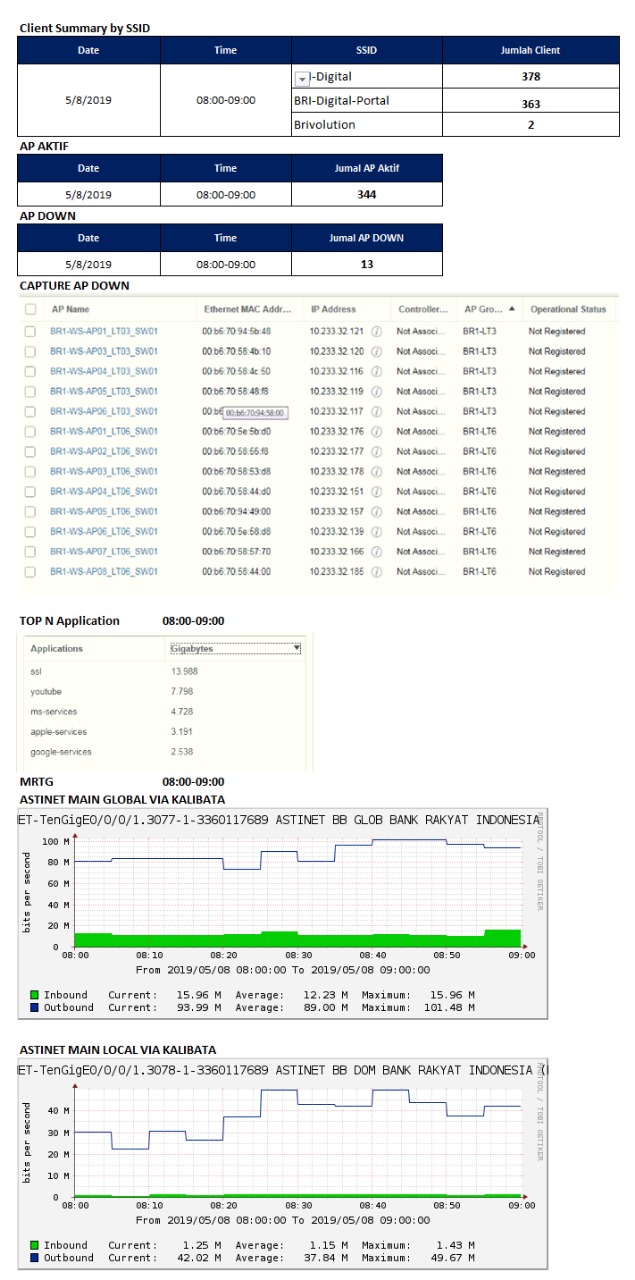 Client Summary by SSID
Date Time SSID Jumlah Client
5/8/2019 08:00-09:00 I-Digital 378
BRI-Digital-Portal 363
Brivolution 2
AP AKTIF
Date Time Jumal AP Aktif
5/8/2019 08:00-09:00 344
AP DOWN
Date Time Jumal AP DOWN
5/8/2019 08:00-09:00 13
CAPTURE AP DOWN
AP Name Ethernet MAC Addr... IP Address Controller... AP Gro... Operational Status
BR1-WS-AP01_LT03_SW01 00:b6:70:94:5b:48 10.233.32.121 Not Associ... BR1-LT3 Not Registered
BR1-WS-AP03_LT03_SW01 00:b6:70:58:4b:10 10.233.32.120 Not Associ... BR1-LT3 Not Registered
BR1-WS-AP04_LT03_SW01 00:b6:70:58:4c:50 10.233.32.116 Not Associ... BR1-LT3 Not Registered
BR1-WS-AP05_LT03_SW01 00:b6:70:58:48:f8 10.233.32.119 Not Associ... BR1-LT3 Not Registered
BR1-WS-AP06_LT03_SW01 00:b6 00:b6:70:94:58:00 10.233.32.117 Not Associ... BR1-LT3 Not Registered
BR1-WS-AP01_LT06_SW01 00:b6:70:5e:5b:d0 10.233.32.176 Not Associ... BR1-LT6 Not Registered
BR1-WS-AP02_LT06_SW01 00:b6:70:58:55:f8 10.233.32.177 Not Associ... BR1-LT6 Not Registered
BR1-WS-AP03_LT06_SW01 00:b6:70:58:53:d8 10.233.32.178 Not Associ... BR1-LT6 Not Registered
BR1-WS-AP04_LT06_SW01 00:b6:70:58:44:d0 10.233.32.151 Not Associ... BR1-LT6 Not Registered
BR1-WS-AP05_LT06_SW01 00:b6:70:94:49:00 10.233.32.157 Not Associ... BR1-LT6 Not Registered
BR1-WS-AP06_LT06_SW01 00:b6:70:5e:58:d8 10.233.32.139 Not Associ... BR1-LT6 Not Registered
BR1-WS-AP07_LT06_SW01 00:b6:70:58:57:70 10.233.32.166 Not Associ... BR1-LT6 Not Registered
BR1-WS-AP08_LT06_SW01 00:b6:70:58:44:00 10.233.32.185 Not Associ... BR1-LT6 Not Registered
TOP N Application 08:00-09:00
Applications Gigabytes
ssl 13.988
youtube 7.798
ms-services 4.728
apple-services 3.191
google-services 2.538
MRTG 08:00-09:00
ASTINET MAIN GLOBAL VIA KALIBATA
ET-TenGigE0/0/0/1.3077-1-3360117689 ASTINET BB GLOB BANK RAKYAT INDONESIA
RRDTOOL / TOBI OETIKER
bits per second
100 M
80 M
60 M
40 M
20 M
0
08:00 08:10 08:20 08:30 08:40 08:50 09:00
From 2019/05/08 08:00:00 To 2019/05/08 09:00:00
Inbound Current: 15.96 M Average: 12.23 M Maximum: 15.96 M
Outbound Current: 93.99 M Average: 89.00 M Maximum: 101.48 M
ASTINET MAIN LOCAL VIA KALIBATA
ET-TenGigE0/0/0/1.3078-1-3360117689 ASTINET BB DOM BANK RAKYAT INDONESIA (
TOOL / TOBI OETIKER
bits per second
40 M
30 M
20 M
10 M
0
08:00 08:10 08:20 08:30 08:40 08:50 09:00
From 2019/05/08 08:00:00 To 2019/05/08 09:00:00
Inbound Current: 1.25 M Average: 1.15 M Maximum: 1.43 M
Outbound Current: 42.02 M Average: 37.84 M Maximum: 49.67 M